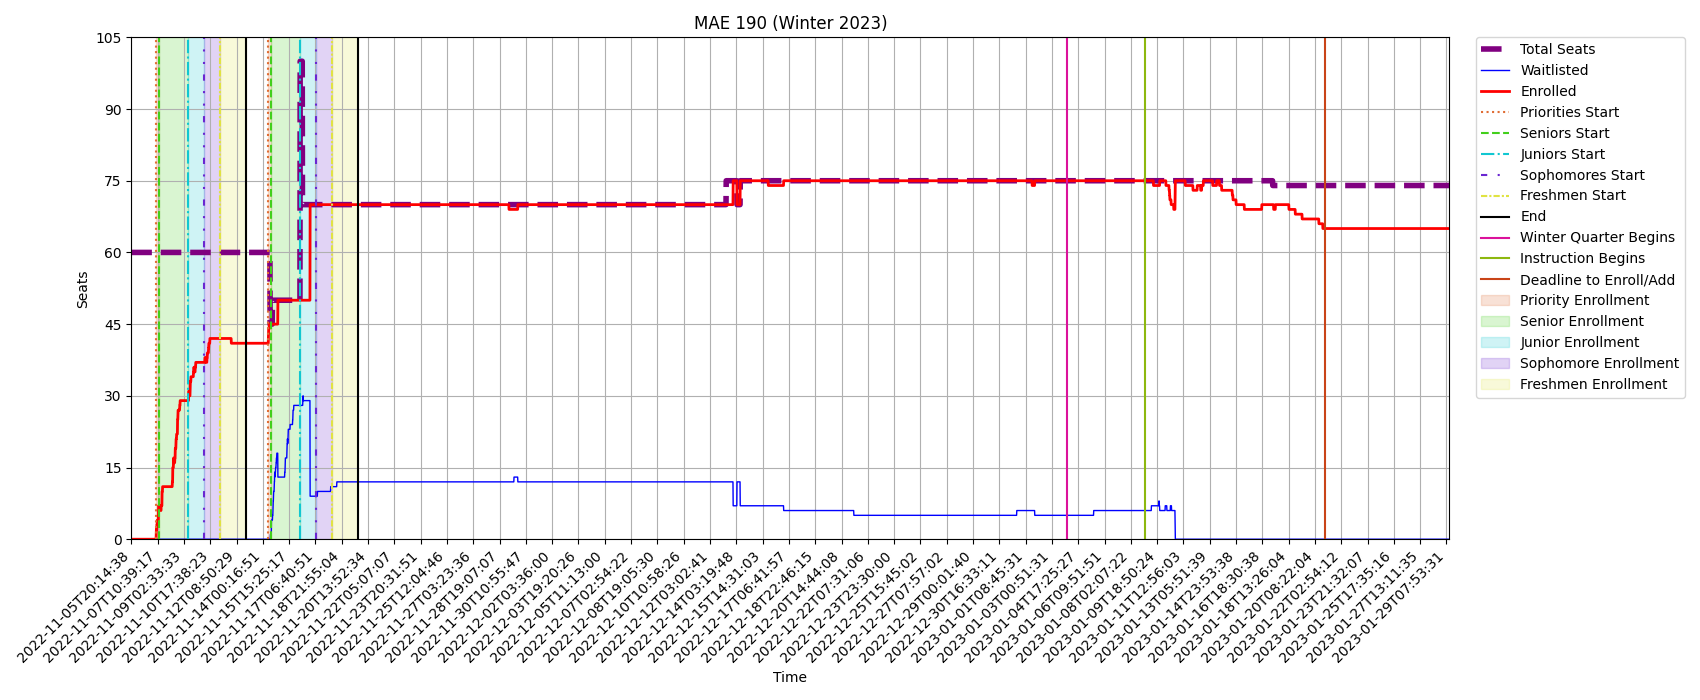 MAE 190 (Winter 2023)
105
90
75
60
45
30
15
0
Seats
2022-11-05T20:14:38
2022-11-07T10:39:17
2022-11-09T02:33:33
2022-11-10T17:38:23
2022-11-12T08:50:29
2022-11-14T00:16:51
2022-11-15T15:25:17
2022-11-17T06:40:51
2022-11-18T21:55:04
2022-11-20T13:52:34
2022-11-22T05:07:07
2022-11-23T20:31:51
2022-11-25T12:04:46
2022-11-27T03:23:36
2022-11-28T19:07:07
2022-11-30T10:55:47
2022-12-02T03:36:00
2022-12-03T19:20:26
2022-12-05T11:13:00
2022-12-07T02:54:22
2022-12-08T19:05:30
2022-12-10T10:58:26
2022-12-12T03:02:41
2022-12-14T03:19:48
2022-12-15T14:31:03
2022-12-17T06:41:57
2022-12-18T22:46:15
2022-12-20T14:44:08
2022-12-22T07:31:06
2022-12-23T23:30:00
2022-12-25T15:45:02
2022-12-27T07:57:02
2022-12-29T00:01:40
2022-12-30T16:33:11
2023-01-01T08:45:31
2023-01-03T00:51:31
2023-01-04T17:25:27
2023-01-06T09:51:51
2023-01-08T02:07:22
2023-01-09T18:50:24
2023-01-11T12:56:03
2023-01-13T05:51:39
2023-01-14T23:53:38
2023-01-16T18:30:38
2023-01-18T13:26:04
2023-01-20T08:22:04
2023-01-22T02:54:12
2023-01-23T21:32:07
2023-01-25T17:35:16
2023-01-27T13:11:35
2023-01-29T07:53:31
Time
Total Seats
Waitlisted
Enrolled
Priorities Start
Seniors Start
Juniors Start
Sophomores Start
Freshmen Start
End
Winter Quarter Begins
Instruction Begins
Deadline to Enroll/Add
Priority Enrollment
Senior Enrollment
Junior Enrollment
Sophomore Enrollment
Freshmen Enrollment